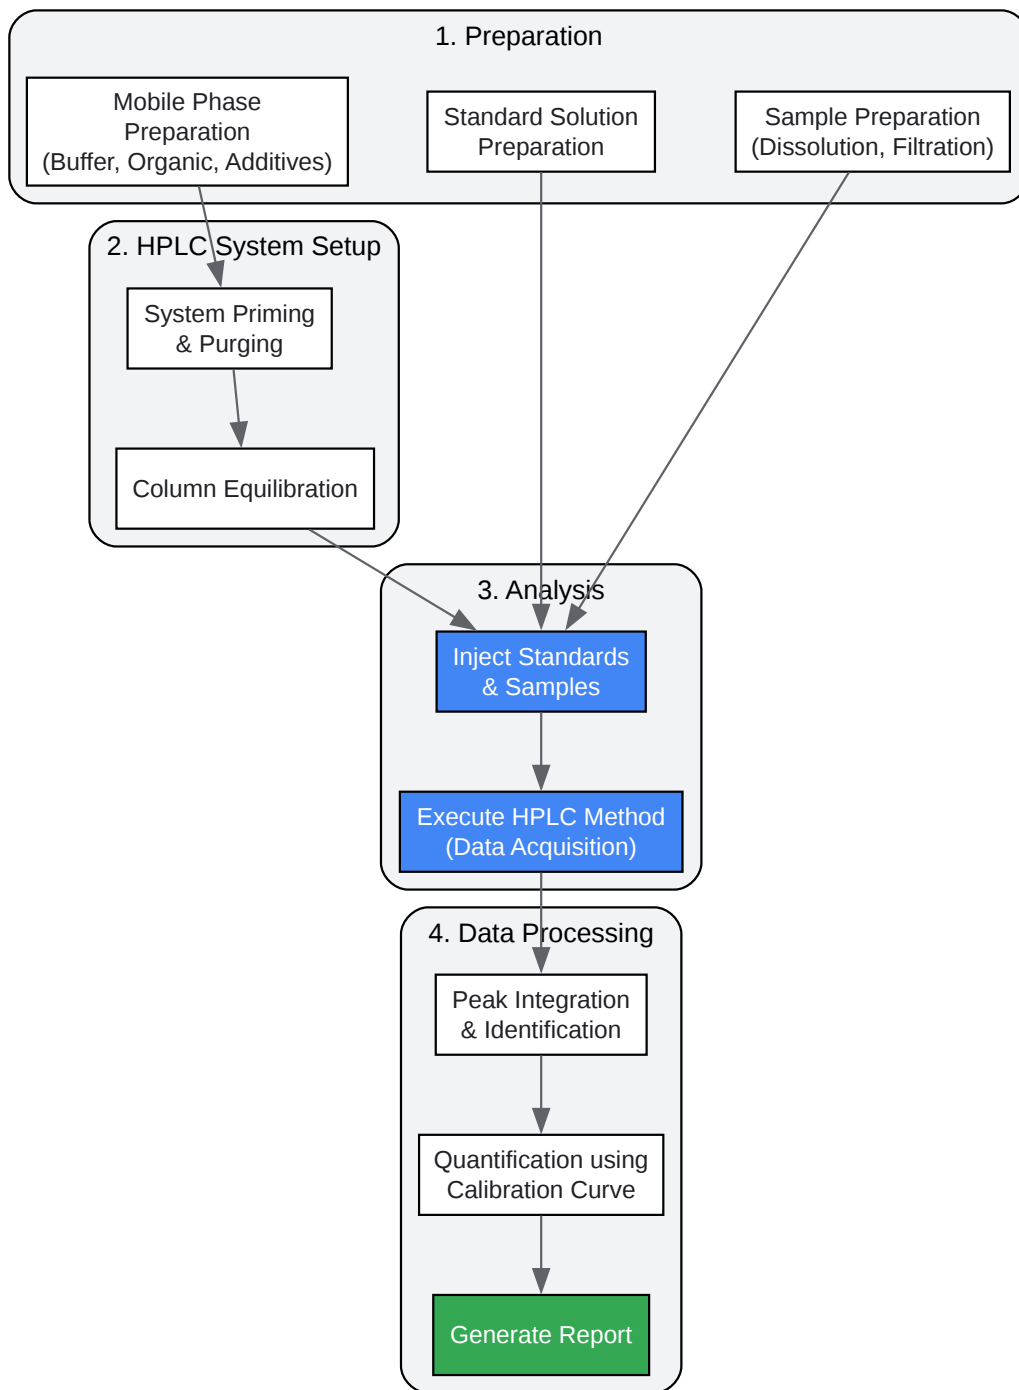 1. Preparation
Mobile Phase
Preparation
(Buffer, Organic, Additives)
Standard Solution
Preparation
Sample Preparation
(Dissolution, Filtration)
2. HPLC System Setup
System Priming
& Purging
Column Equilibration
3. Analysis
Inject Standards
& Samples
Execute HPLC Method
(Data Acquisition)
4. Data Processing
Peak Integration
& Identification
Quantification using
Calibration Curve
Generate Report